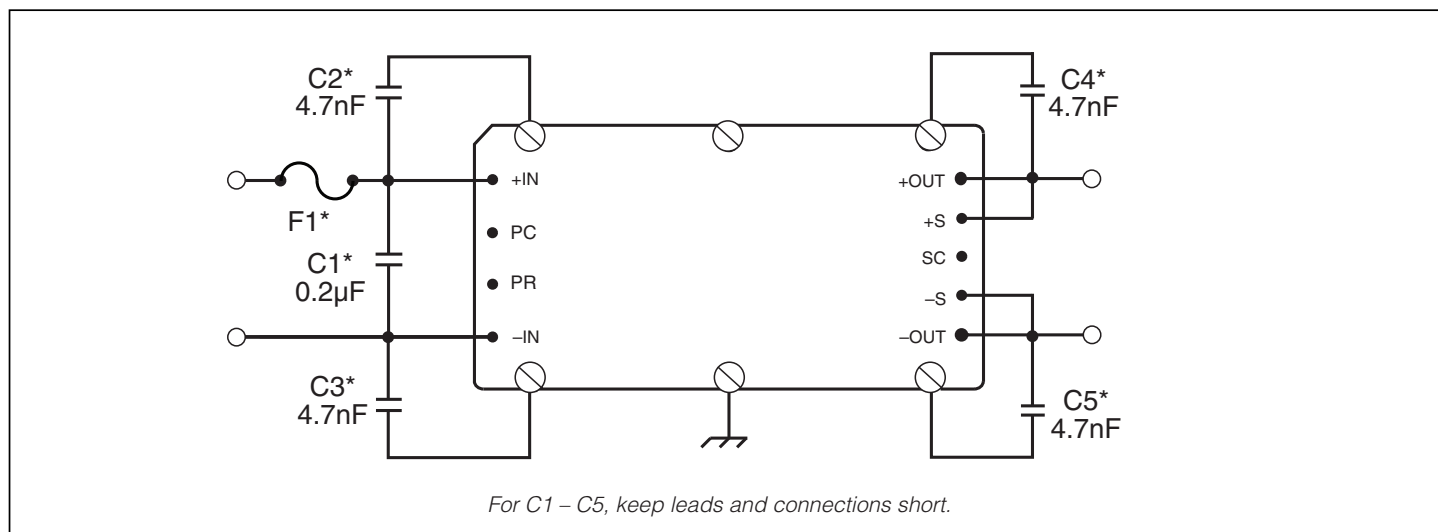 C2*
4.7nF
C4*
4.7nF
+IN
+OUT
F1*
+S
PC
C1*
0.2µF
SC
PR
–S
–IN
–OUT
C3*
4.7nF
C5*
4.7nF
For C1 – C5, keep leads and connections short.